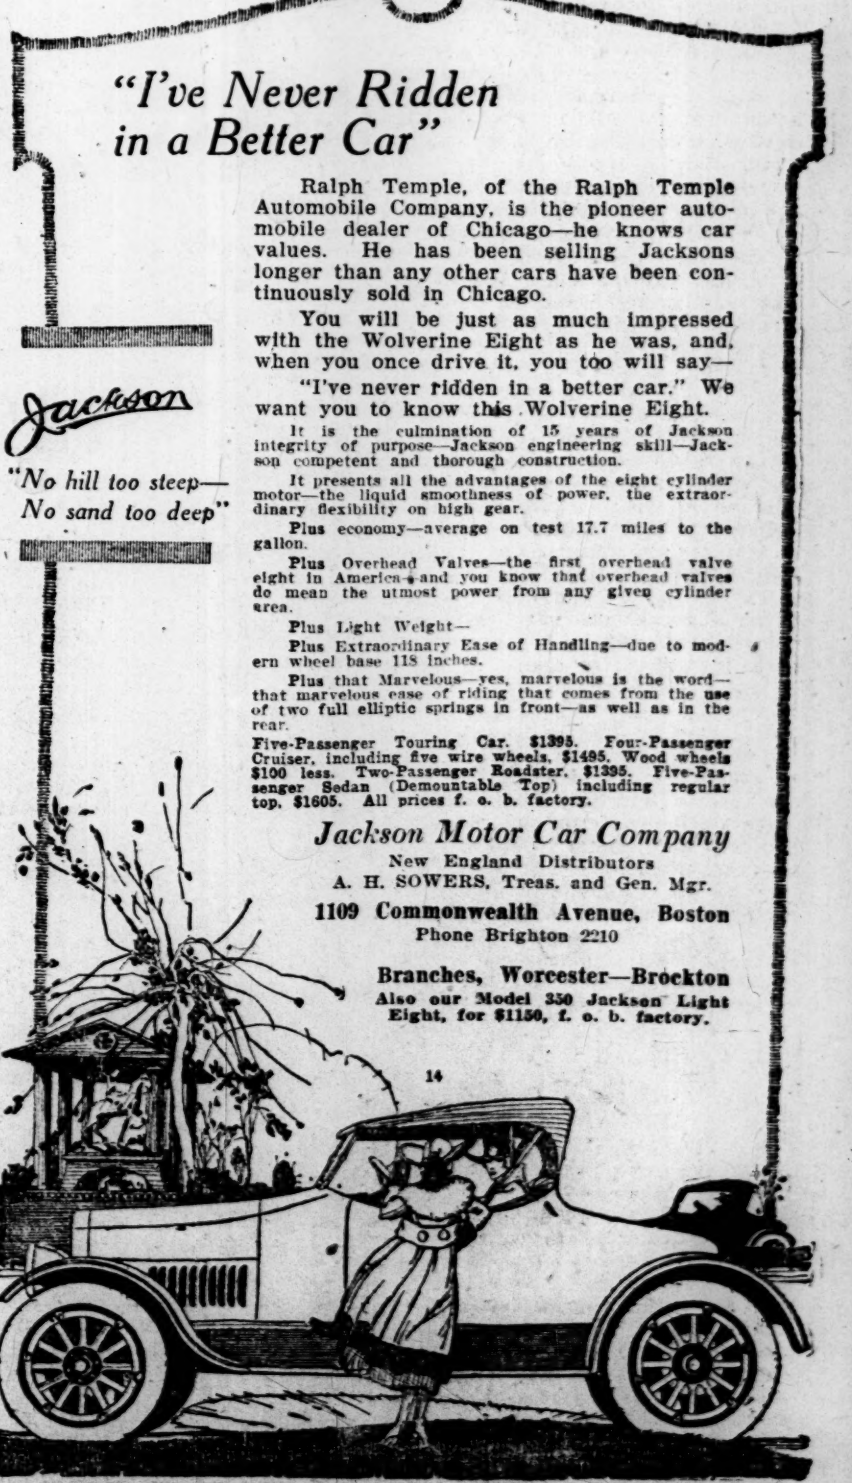 "I've Never Ridden
in a Better Car"
Ralph Temple, of the Ralph Temple
Automobile Company, is the pioneer auto-
mobile dealer of Chicago—he knows car
values. He has been selling Jacksons
longer than any other cars have been con-
tinuously sold in Chicago.
You will be just as much impressed
with the Wolverine Eight as he was, and,
when you once drive it, you too will say—
"I've never ridden in a better car." We
want you to know this Wolverine Eight.
It is the culmination of 15 years of Jackson
integrity of purpose—Jackson engineering skill—Jack-
son competent and thorough construction.
It presents all the advantages of the eight cylinder
motor—the liquid smoothness of power, the extraor-
dinary flexibility on high gear.
Plus economy—average on test 17.7 miles to the
gallon.
Plus Overhead Valves—the first overhead valve
eight in America—and you know that overhead valves
do mean the utmost power from any given cylinder
area.
Plus Light Weight—
Plus Extraordinary Ease of Handling—due to mod-
ern wheel base 118 inches.
Plus that Marvelous—yes, marvelous is the word—
that marvelous ease of riding that comes from the use
of two full elliptic springs in front—as well as in the
rear.
Five-Passenger Touring Car, $1395. Four-Passenger
Cruiser, including five wire wheels, $1495. Wood wheels
$100 less. Two-Passenger Roadster, $1395. Five-Pas-
senger Sedan (Demountable Top) including regular
top, $1605. All prices f. o. b. factory.
Jackson
"No hill too steep—
No sand too deep"
Jackson Motor Car Company
New England Distributors
A. H. SOWERS, Treas. and Gen. Mgr.
1109 Commonwealth Avenue, Boston
Phone Brighton 2210
Branches, Worcester—Brockton
Also our Model 350 Jackson Light
Eight, for $1150, f. o. b. factory.
14